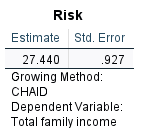 Risk
Estimate Std. Error
27.440 .927
Growing Method:
CHAID
Dependent Variable:
Total family income